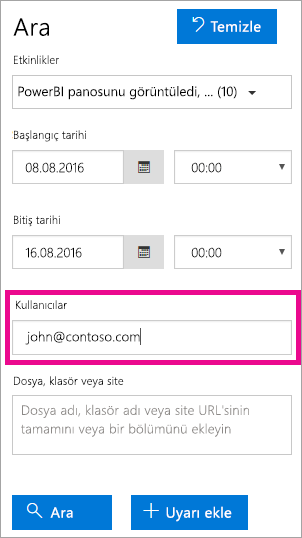 Ara
Temizle
Etkinlikler
PowerBI panosunu görüntüledi, ... (10)
Başlangıç tarihi
08.08.2016
00:00
Bitiş tarihi
16.08.2016
00:00
Kullanıcılar
john@contoso.com
Dosya, klasör veya site
Dosya adı, klasör adı veya site URL'sinin
tamamını veya bir bölümünü ekleyin
Ara
Uyarı ekle